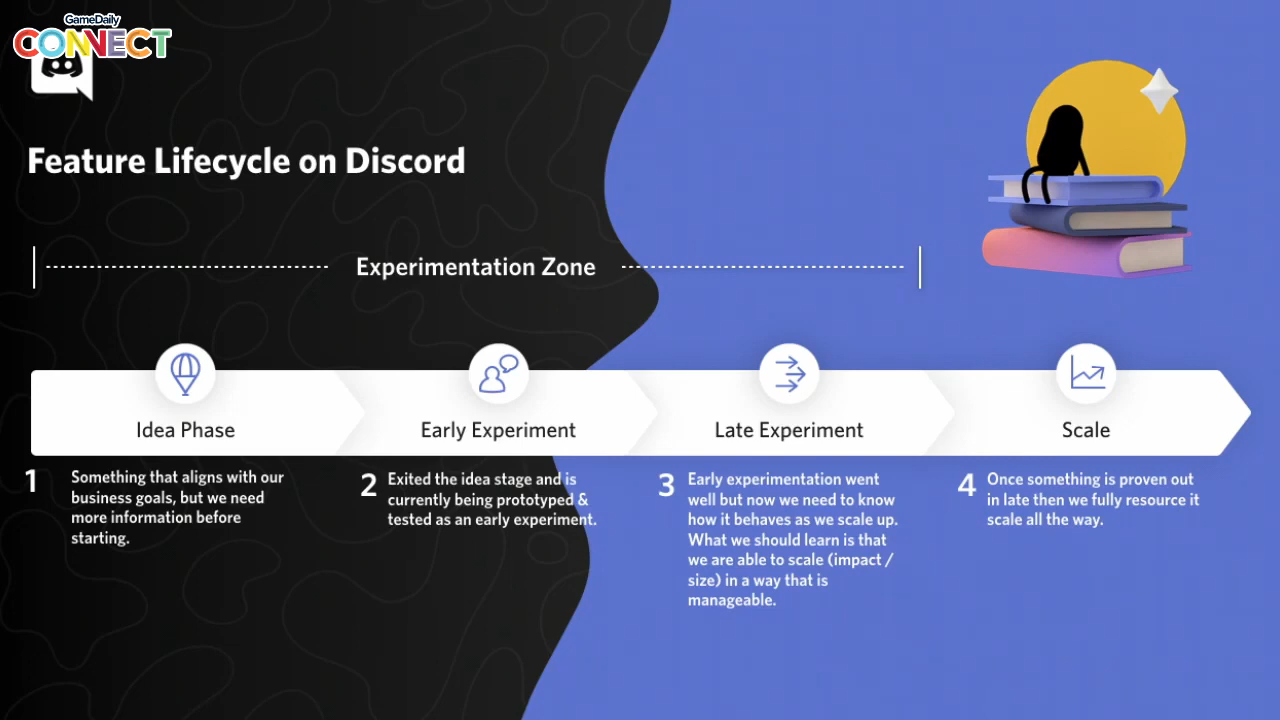 GameDaily
CONNECT
Feature Lifecycle on Discord
Experimentation Zone
Idea Phase
Early Experiment
Late Experiment
Scale
1
Something that aligns with our
business goals, but we need
more information before
starting.
2
Exited the idea stage and is
currently being prototyped &
tested as an early experiment.
3
Early experimentation went
well but now we need to know
how it behaves as we scale up.
What we should learn is that
we are able to scale (impact /
size) in a way that is
manageable.
4
Once something is proven out
in late then we fully resource it
scale all the way.